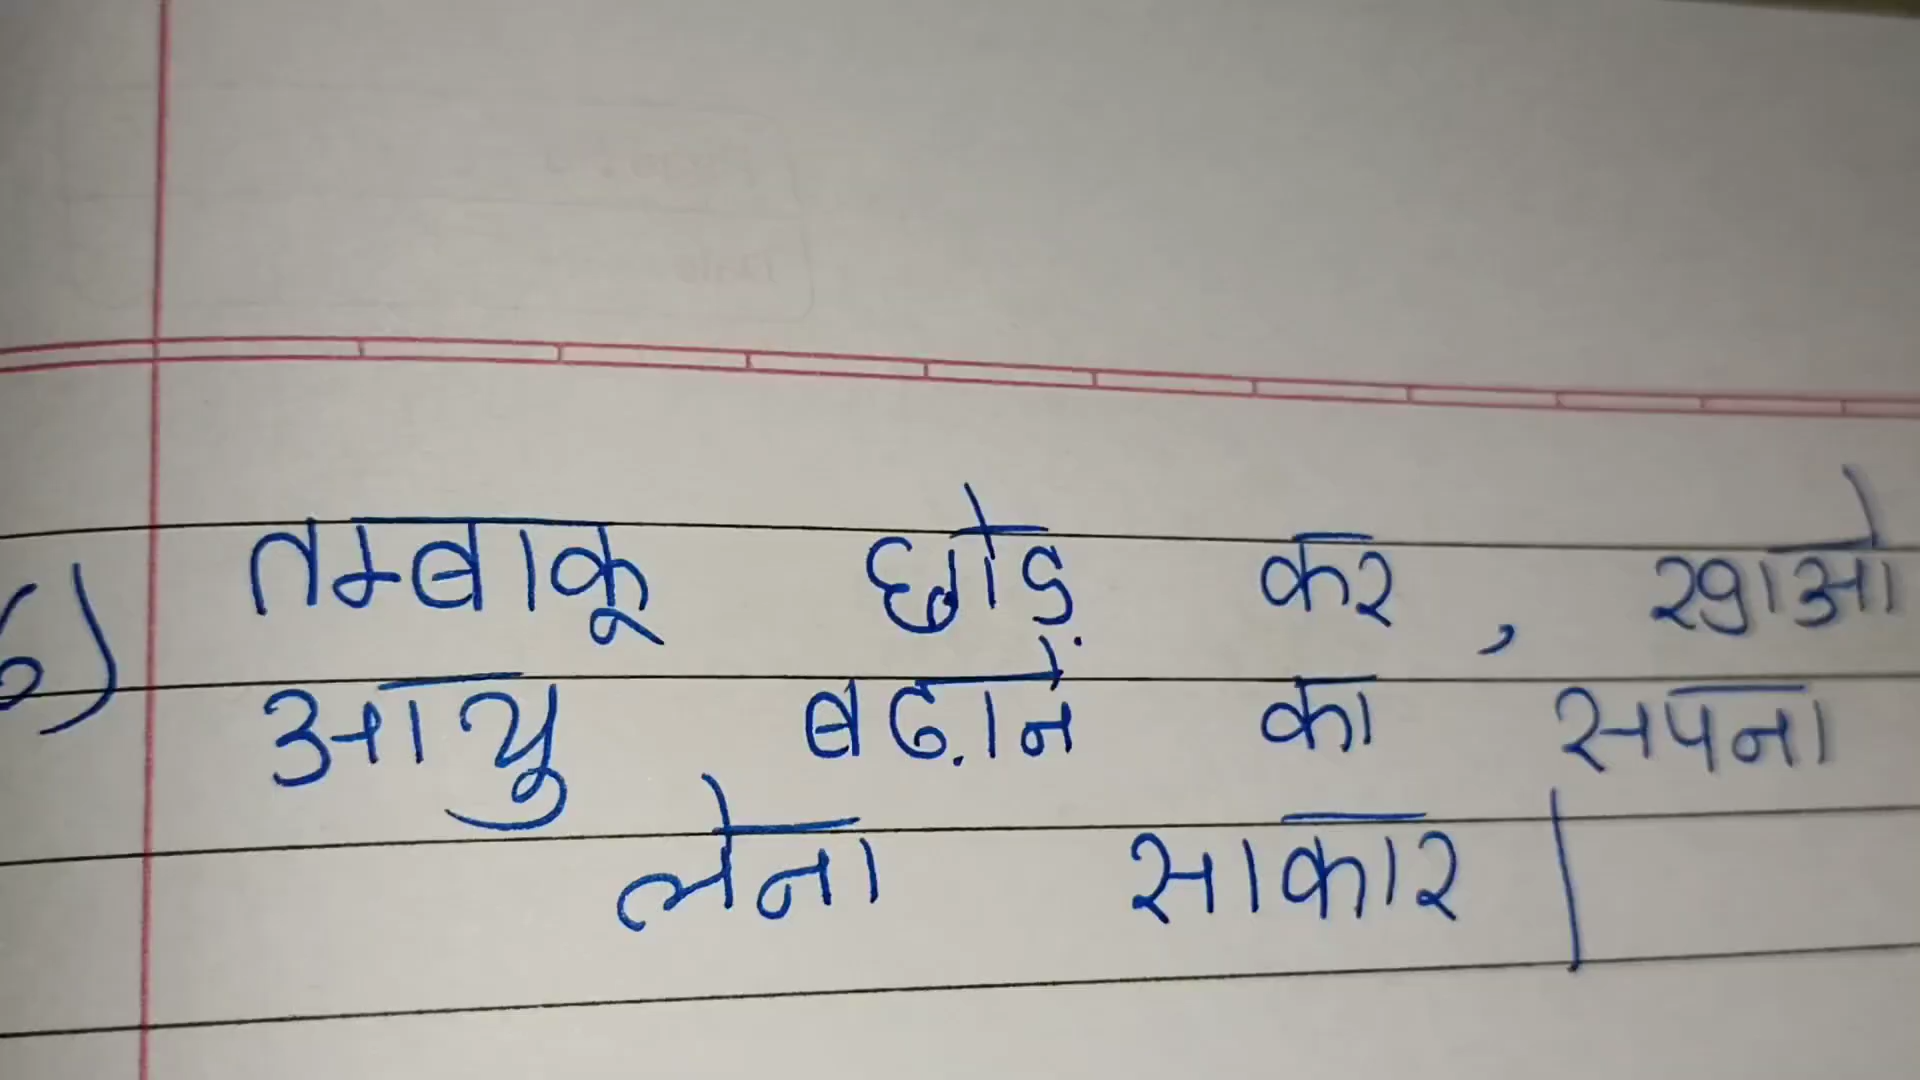 6) तम्बाकू छोड़ कर, खाओ
आयु बढ़ाने का सपना
लेना साकार।